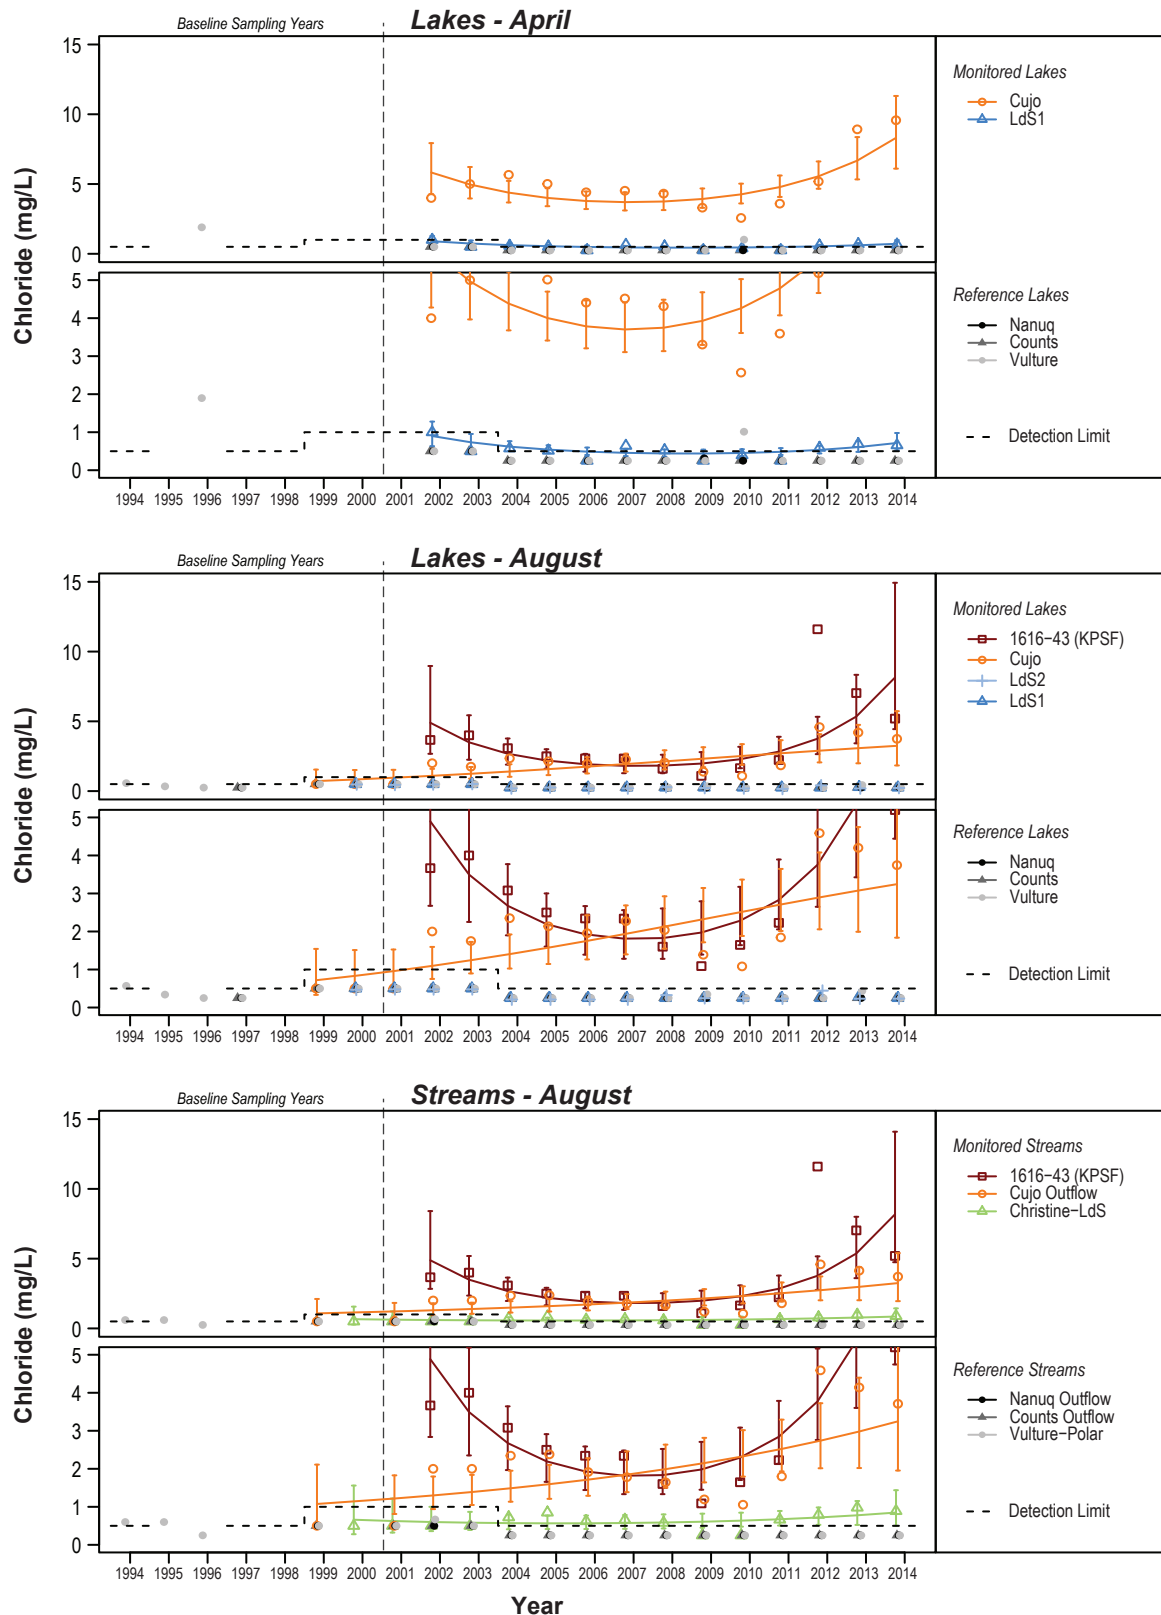 Baseline Sampling Years
Lakes - April
15
10
5
0
5
4
3
2
1
0
Chloride (mg/L)
1994 1995 1996 1997 1998 1999 2000 2001 2002 2003 2004 2005 2006 2007 2008 2009 2010 2011 2012 2013 2014
Monitored Lakes
Cujo
LdS1
Reference Lakes
Nanuq
Counts
Vulture
Detection Limit
Baseline Sampling Years
Lakes - August
15
10
5
0
5
4
3
2
1
0
Chloride (mg/L)
1994 1995 1996 1997 1998 1999 2000 2001 2002 2003 2004 2005 2006 2007 2008 2009 2010 2011 2012 2013 2014
Monitored Lakes
1616−43 (KPSF)
Cujo
LdS2
LdS1
Reference Lakes
Nanuq
Counts
Vulture
Detection Limit
Baseline Sampling Years
Streams - August
15
10
5
0
5
4
3
2
1
0
Chloride (mg/L)
1994 1995 1996 1997 1998 1999 2000 2001 2002 2003 2004 2005 2006 2007 2008 2009 2010 2011 2012 2013 2014
Year
Monitored Streams
1616−43 (KPSF)
Cujo Outflow
Christine−LdS
Reference Streams
Nanuq Outflow
Counts Outflow
Vulture−Polar
Detection Limit